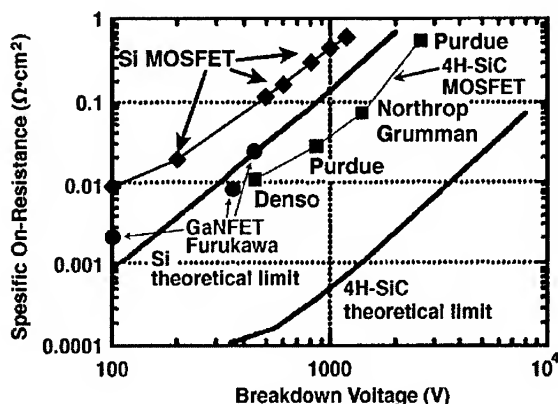 Spesific On-Resistance (Ω·cm²)
1
0.1
0.01
0.001
0.0001
Si MOSFET
Purdue
4H-SiC
MOSFET
Northrop
Grumman
Purdue
Denso
GaNFET
Furukawa
Si
theoretical limit
4H-SiC
theoretical limit
100
1000
10⁴
Breakdown Voltage (V)